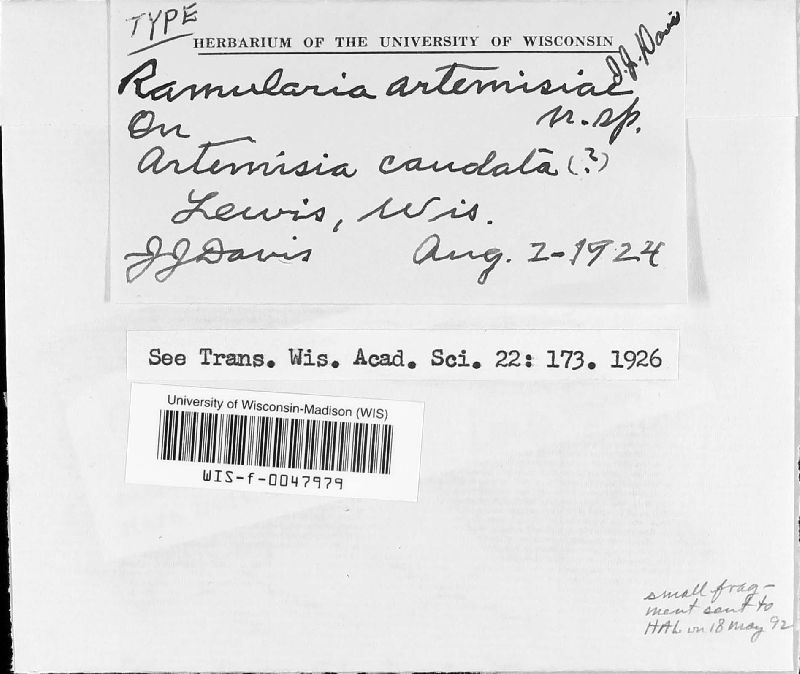 TYPE
HERBARIUM OF THE UNIVERSITY OF WISCONSIN
Ramularia artemisiae J.J. Davis
n. sp.
On
Artemisia caudata (?)
Lewis, Wis.
JJ Davis Aug. 2-1924
See Trans. Wis. Acad. Sci. 22: 173. 1926
University of Wisconsin-Madison (WIS)
WIS-f-0047979
small frag-
ment sent to
HAL on 18 May 92